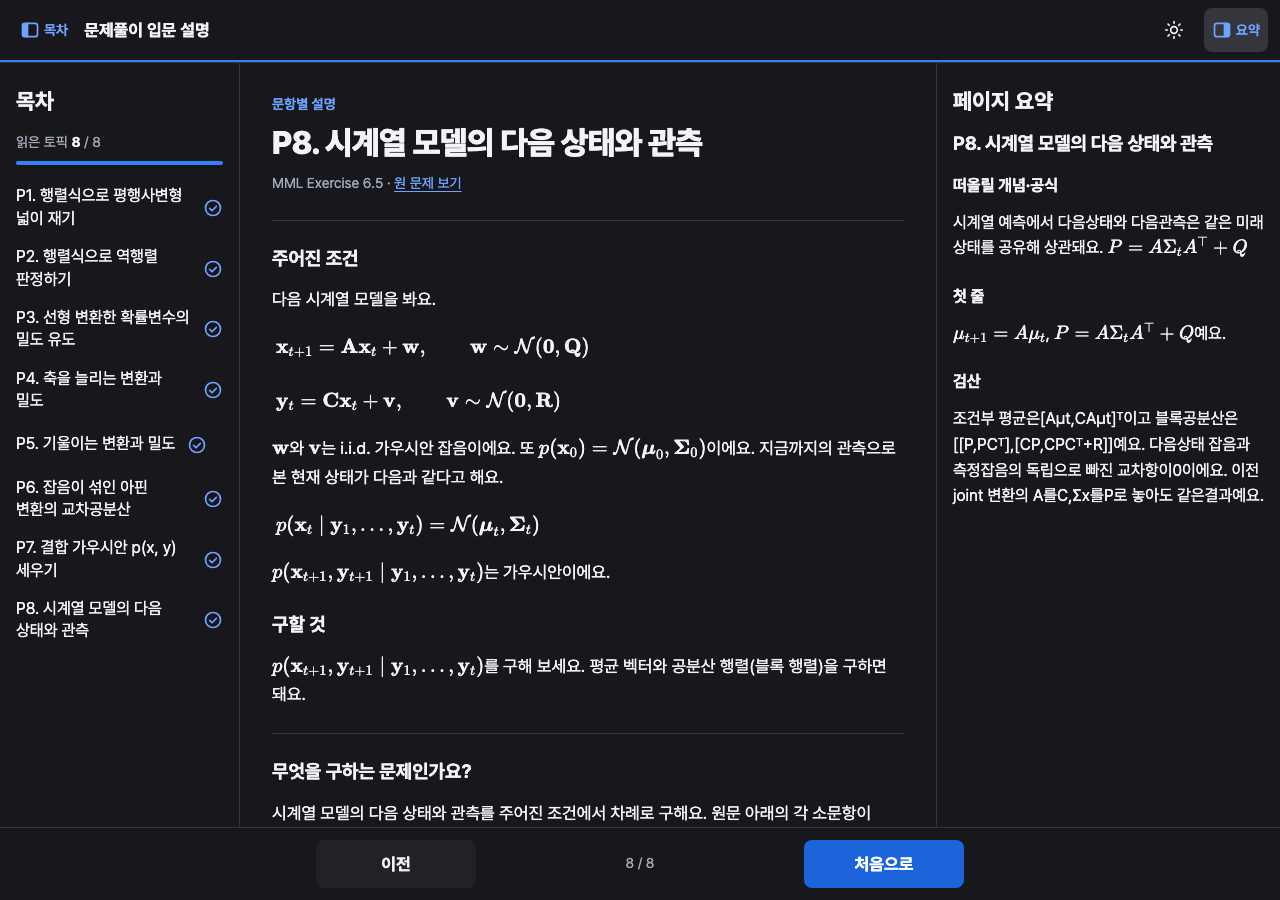 목차 문제풀이 입문 설명 요약
목차
읽은 토픽 8 / 8
P1. 행렬식으로 평행사변형
넓이 재기
P2. 행렬식으로 역행렬
판정하기
P3. 선형 변환한 확률변수의
밀도 유도
P4. 축을 늘리는 변환과
밀도
P5. 기울이는 변환과 밀도
P6. 잡음이 섞인 아핀
변환의 교차공분산
P7. 결합 가우시안 p(x, y)
세우기
P8. 시계열 모델의 다음
상태와 관측
문항별 설명
P8. 시계열 모델의 다음 상태와 관측
MML Exercise 6.5 · 원 문제 보기
주어진 조건
다음 시계열 모델을 봐요.
x_{t+1} = Ax_t + w, w ∼ 𝒩(0, Q)
y_t = Cx_t + v, v ∼ 𝒩(0, R)
w와 v는 i.i.d. 가우시안 잡음이에요. 또 p(x_0) = 𝒩(μ_0, Σ_0)이에요. 지금까지의 관측으로
본 현재 상태가 다음과 같다고 해요.
p(x_t | y_1, …, y_t) = 𝒩(μ_t, Σ_t)
p(x_{t+1}, y_{t+1} | y_1, …, y_t)는 가우시안이에요.
구할 것
p(x_{t+1}, y_{t+1} | y_1, …, y_t)를 구해 보세요. 평균 벡터와 공분산 행렬(블록 행렬)을 구하면
돼요.
무엇을 구하는 문제인가요?
시계열 모델의 다음 상태와 관측를 주어진 조건에서 차례로 구해요. 원문 아래의 각 소문항이
페이지 요약
P8. 시계열 모델의 다음 상태와 관측
떠올릴 개념·공식
시계열 예측에서 다음상태와 다음관측은 같은 미래
상태를 공유해 상관돼요. P = AΣ_tA^⊤ + Q
첫 줄
μ_{t+1} = Aμ_t, P = AΣ_tA^⊤ + Q예요.
검산
조건부 평균은[Aμt,CAμt]ᵀ이고 블록공분산은
[[P,PCᵀ],[CP,CPCᵀ+R]]예요. 다음상태 잡음과
측정잡음의 독립으로 빠진 교차항이0이에요. 이전
joint 변환의 A를C,Σx를P로 놓아도 같은결과예요.
이전 8 / 8 처음으로